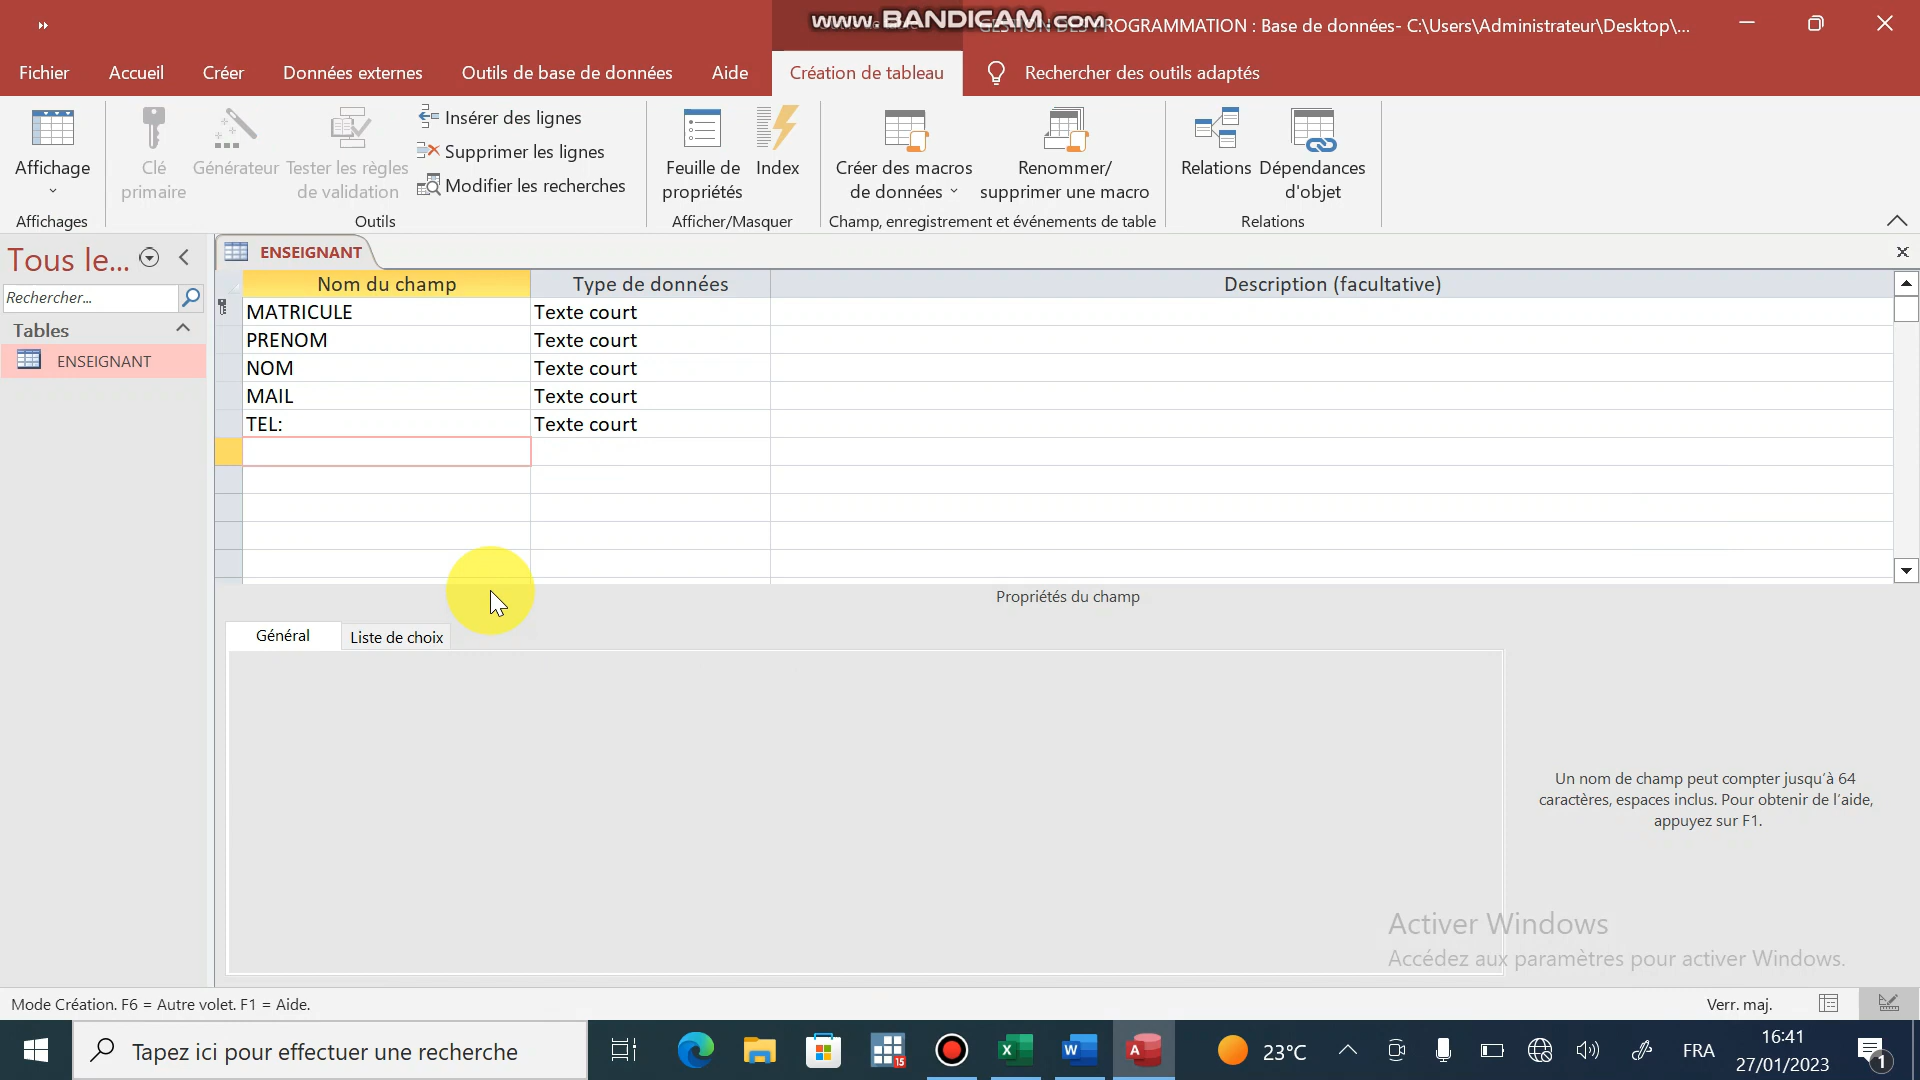 www.BANDICAM.COM
GESTION DES PROGRAMMATION : Base de données- C:\Users\Administrateur\Desktop\...
Fichier Accueil Créer Données externes Outils de base de données Aide Création de tableau Rechercher des outils adaptés
Affichage
Clé primaire
Générateur
Tester les règles de validation
Insérer des lignes
Supprimer les lignes
Modifier les recherches
Feuille de propriétés
Index
Créer des macros de données
Renommer/ supprimer une macro
Relations
Dépendances d'objet
Affichages Outils Afficher/Masquer Champ, enregistrement et événements de table Relations
Tous le...
Rechercher...
Tables
ENSEIGNANT
ENSEIGNANT
Nom du champ Type de données Description (facultative)
MATRICULE Texte court
PRENOM Texte court
NOM Texte court
MAIL Texte court
TEL: Texte court
Propriétés du champ
Général Liste de choix
Un nom de champ peut compter jusqu'à 64
caractères, espaces inclus. Pour obtenir de l'aide,
appuyez sur F1.
Activer Windows
Accédez aux paramètres pour activer Windows.
Mode Création. F6 = Autre volet. F1 = Aide.
Verr. maj.
Tapez ici pour effectuer une recherche
15
23°C
FRA
16:41
27/01/2023
1